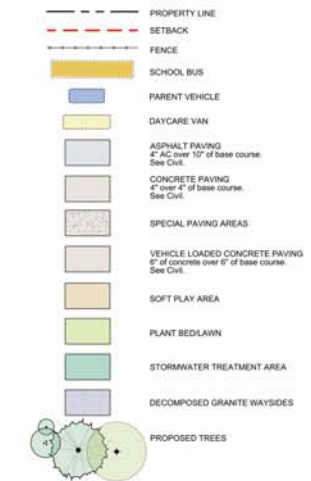 PROPERTY LINE
SETBACK
FENCE
SCHOOL BUS
PARENT VEHICLE
DAYCARE VAN
ASPHALT PAVING
4" AC over 10" of base course.
See Civil.
CONCRETE PAVING
4" over 4" of base course.
See Civil.
SPECIAL PAVING AREAS
VEHICLE LOADED CONCRETE PAVING
6" of concrete over 6" of base course.
See Civil.
SOFT PLAY AREA
PLANT BED/LAWN
STORMWATER TREATMENT AREA
DECOMPOSED GRANITE WAYSIDES
PROPOSED TREES